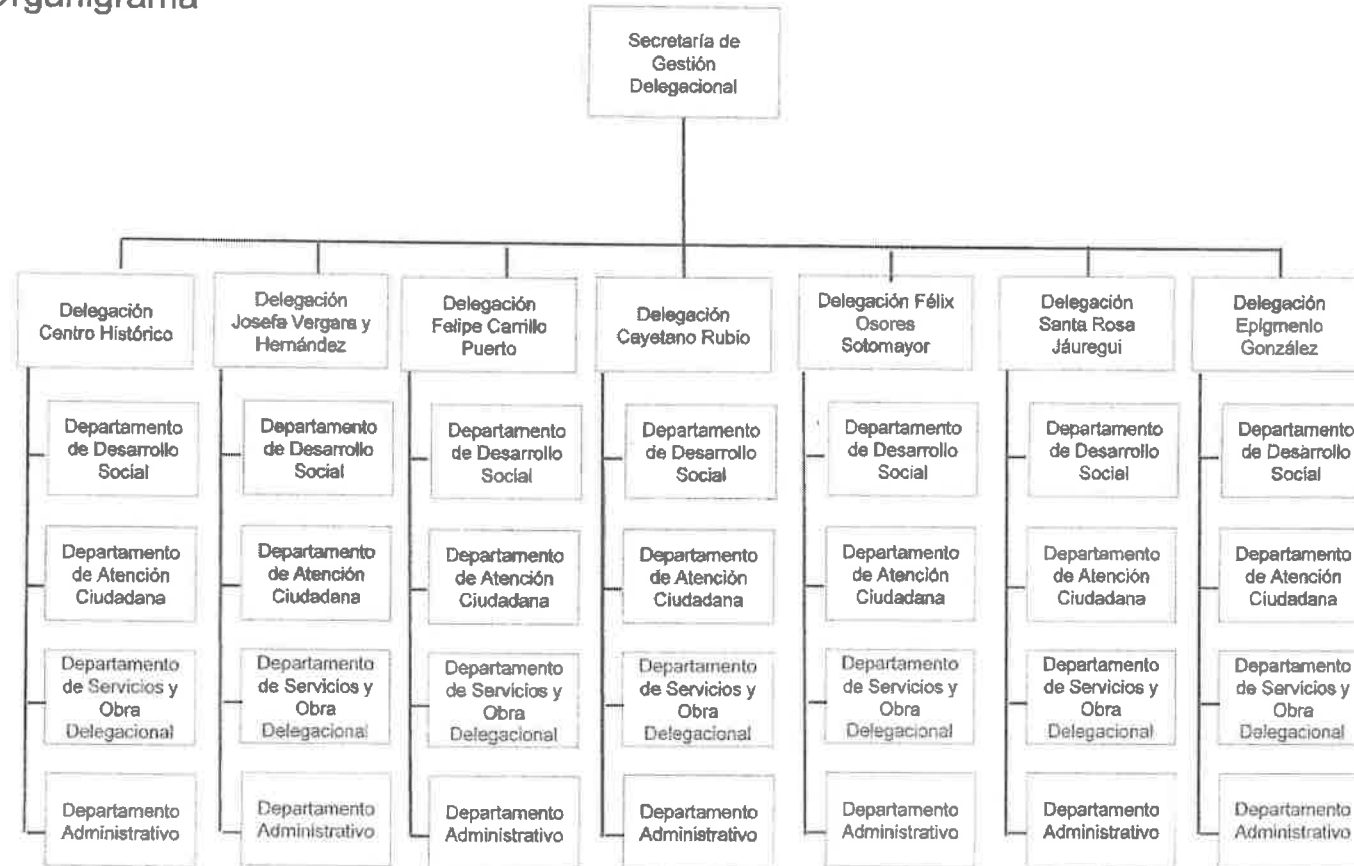 Organigrama
Secretaría de
Gestión
Delegacional
Delegación
Centro Histórico
Delegación
Josefa Vergara y
Hernández
Delegación
Felipe Carrillo
Puerto
Delegación
Cayetano Rubio
Delegación Félix
Osores
Sotomayor
Delegación
Santa Rosa
Jáuregui
Delegación
Epigmenio
González
Departamento
de Desarrollo
Social
Departamento
de Desarrollo
Social
Departamento
de Desarrollo
Social
Departamento
de Desarrollo
Social
Departamento
de Desarrollo
Social
Departamento
de Desarrollo
Social
Departamento
de Desarrollo
Social
Departamento
de Atención
Ciudadana
Departamento
de Atención
Ciudadana
Departamento
de Atención
Ciudadana
Departamento
de Atención
Ciudadana
Departamento
de Atención
Ciudadana
Departamento
de Atención
Ciudadana
Departamento
de Atención
Ciudadana
Departamento
de Servicios y
Obra
Delegacional
Departamento
de Servicios y
Obra
Delegacional
Departamento
de Servicios y
Obra
Delegacional
Departamento
de Servicios y
Obra
Delegacional
Departamento
de Servicios y
Obra
Delegacional
Departamento
de Servicios y
Obra
Delegacional
Departamento
de Servicios y
Obra
Delegacional
Departamento
Administrativo
Departamento
Administrativo
Departamento
Administrativo
Departamento
Administrativo
Departamento
Administrativo
Departamento
Administrativo
Departamento
Administrativo